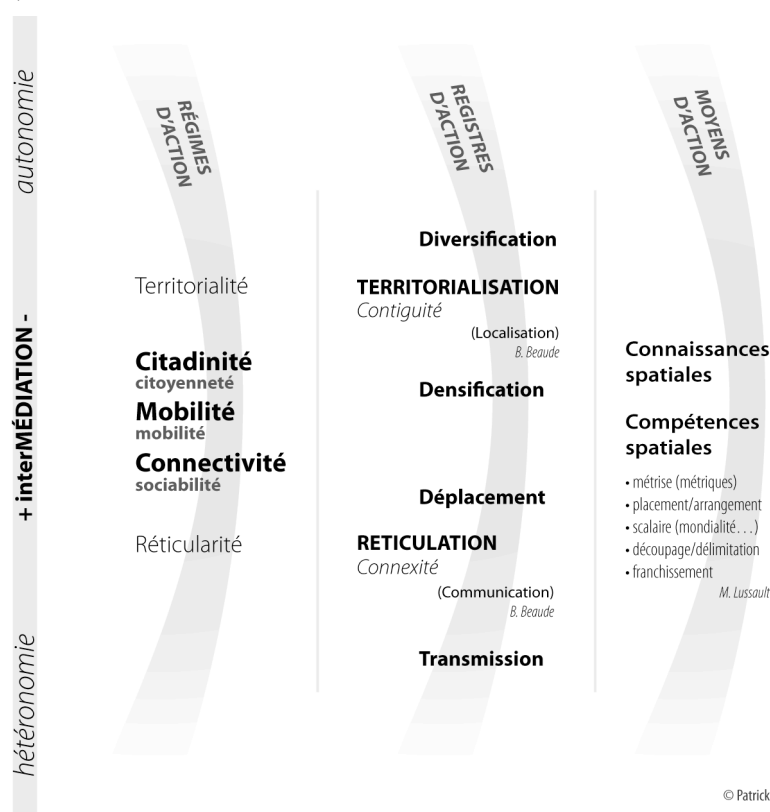 autonomie
+ interMÉDIATION -
hétéronomie
RÉGIMES
D'ACTION
Territorialité
Citadinité
citoyenneté
Mobilité
mobilité
Connectivité
sociabilité
Réticularité
REGISTRES
D'ACTION
Diversification
TERRITORIALISATION
Contiguité
(Localisation)
B. Beaude
Densification
Déplacement
RETICULATION
Connexité
(Communication)
B. Beaude
Transmission
MOYENS
D'ACTION
Connaissances
spatiales
Compétences
spatiales
• métrise (métriques)
• placement/arrangement
• scalaire (mondialité…)
• découpage/délimitation
• franchissement
M. Lussault
© Patrick